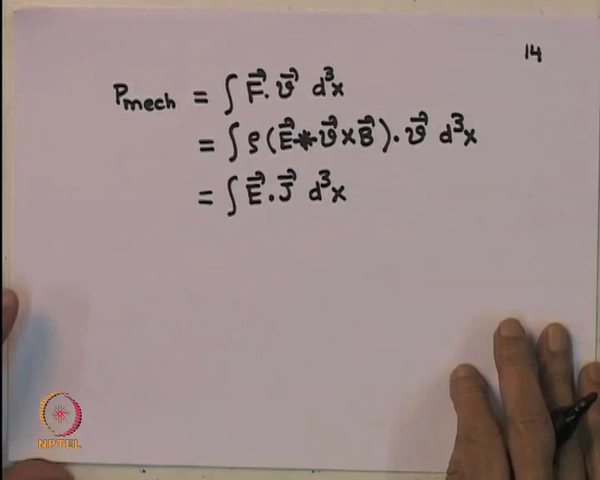 14
P_mech = ∫ F⃗ . ϑ⃗ d³x
= ∫ ρ (E⃗ + ϑ⃗ × B⃗) . ϑ⃗ d³x
= ∫ E⃗ . J⃗ d³x
NPTEL